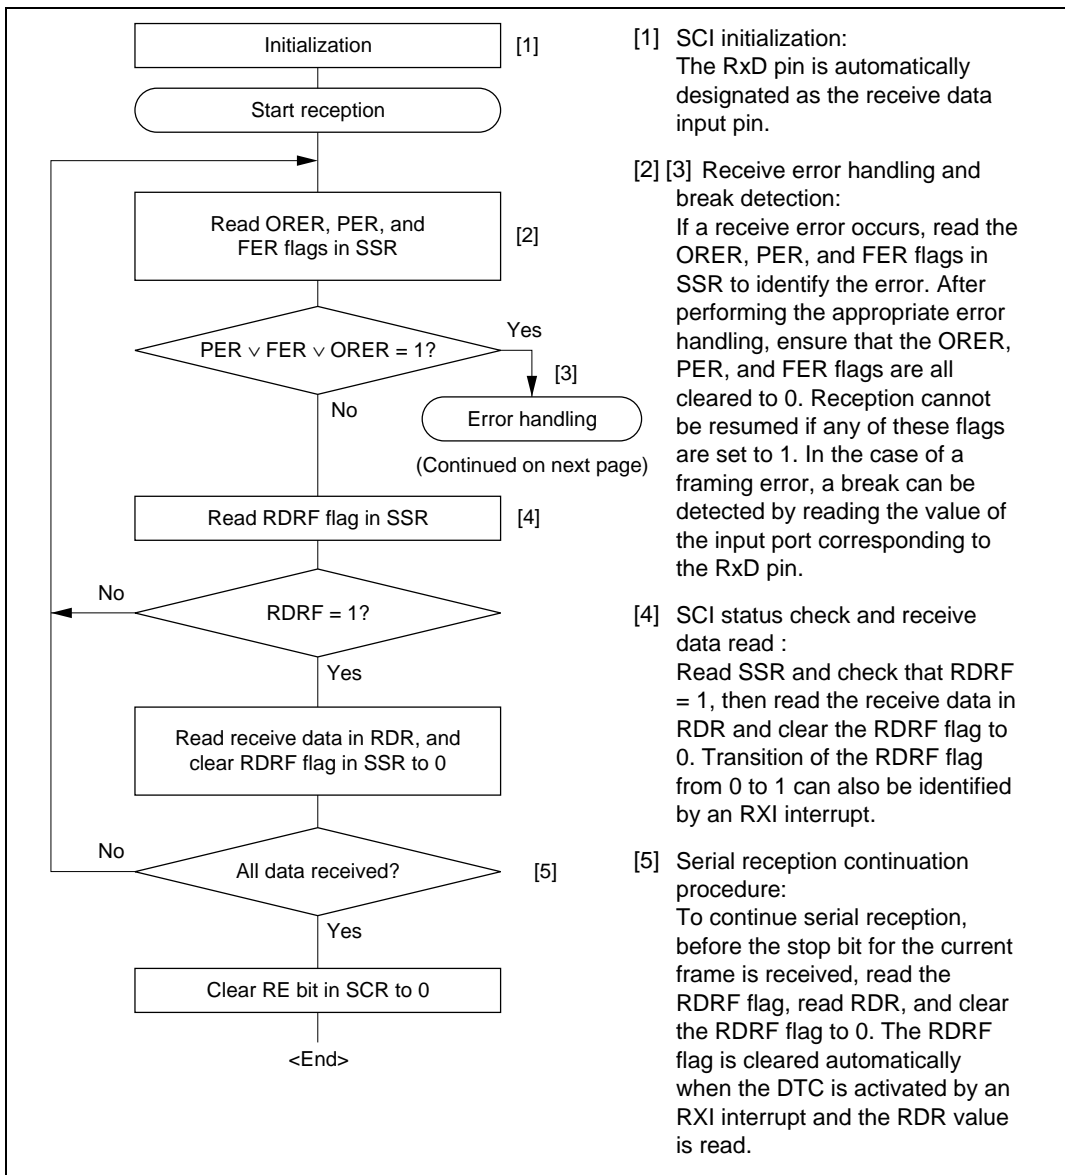 Initialization [1]
Start reception
Read ORER, PER, and
FER flags in SSR
[2]
PER ∨ FER ∨ ORER = 1?
Yes
[3]
No
Error handling
(Continued on next page)
Read RDRF flag in SSR [4]
No
RDRF = 1?
Yes
Read receive data in RDR, and
clear RDRF flag in SSR to 0
No
All data received? [5]
Yes
Clear RE bit in SCR to 0
<End>
[1] SCI initialization:
The RxD pin is automatically
designated as the receive data
input pin.
[2] [3] Receive error handling and
break detection:
If a receive error occurs, read the
ORER, PER, and FER flags in
SSR to identify the error. After
performing the appropriate error
handling, ensure that the ORER,
PER, and FER flags are all
cleared to 0. Reception cannot
be resumed if any of these flags
are set to 1. In the case of a
framing error, a break can be
detected by reading the value of
the input port corresponding to
the RxD pin.
[4] SCI status check and receive
data read :
Read SSR and check that RDRF
= 1, then read the receive data in
RDR and clear the RDRF flag to
0. Transition of the RDRF flag
from 0 to 1 can also be identified
by an RXI interrupt.
[5] Serial reception continuation
procedure:
To continue serial reception,
before the stop bit for the current
frame is received, read the
RDRF flag, read RDR, and clear
the RDRF flag to 0. The RDRF
flag is cleared automatically
when the DTC is activated by an
RXI interrupt and the RDR value
is read.